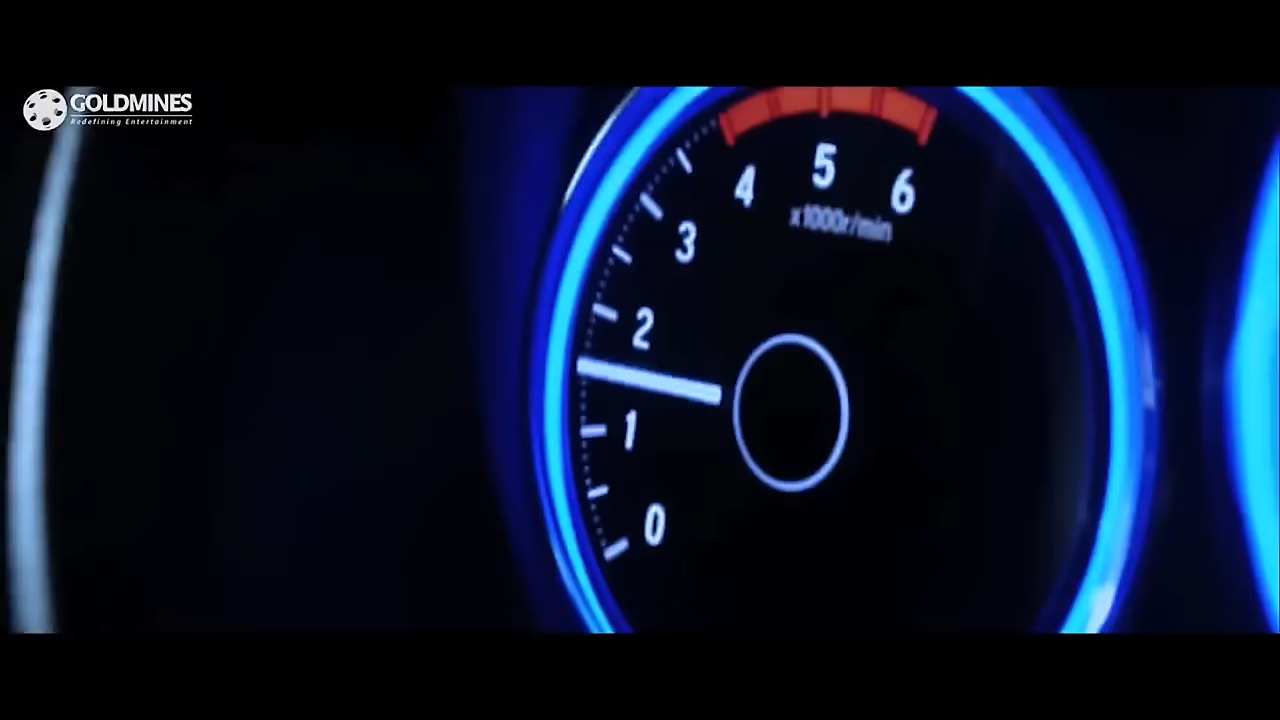 GOLDMINES
Redefining Entertainment
4 5 6
x1000r/min
3
2
1
0